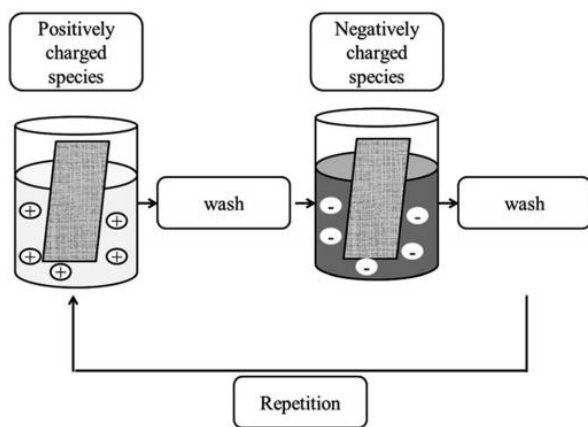 Positively
charged
species
Negatively
charged
species
wash
wash
+
+
+
+
+
-
-
-
-
-
Repetition